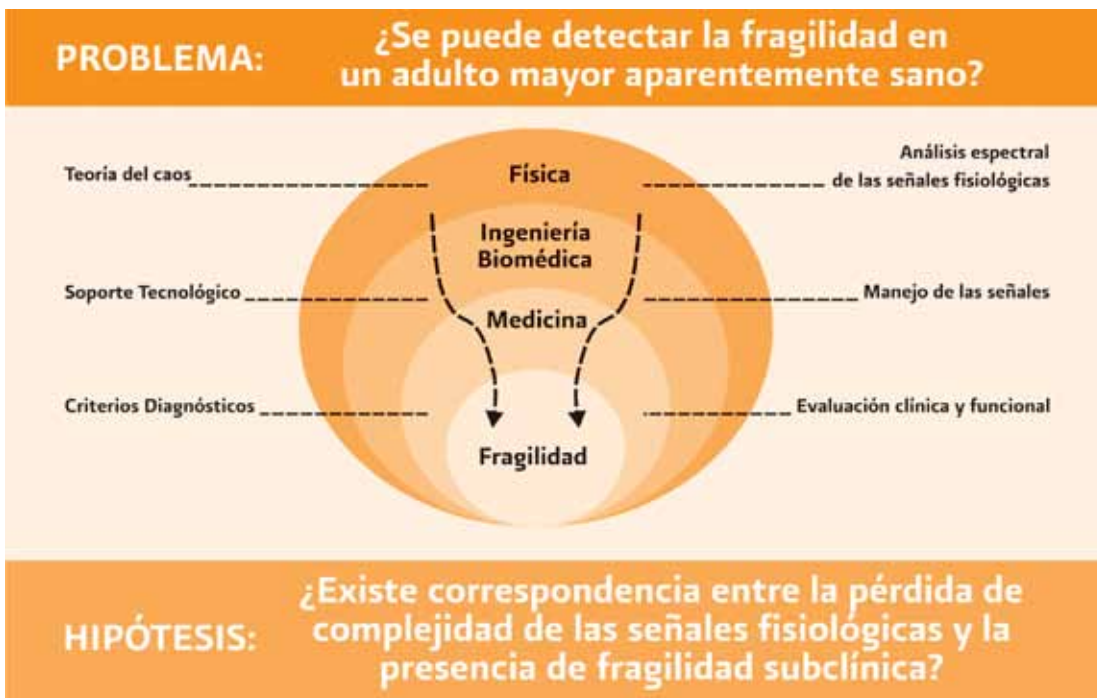 PROBLEMA:
¿Se puede detectar la fragilidad en
un adulto mayor aparentemente sano?
Teoría del caos
Física
Análisis espectral
de las señales fisiológicas
Ingeniería
Biomédica
Soporte Tecnológico
Medicina
Manejo de las señales
Criterios Diagnósticos
Evaluación clínica y funcional
Fragilidad
HIPÓTESIS:
¿Existe correspondencia entre la pérdida de
complejidad de las señales fisiológicas y la
presencia de fragilidad subclínica?